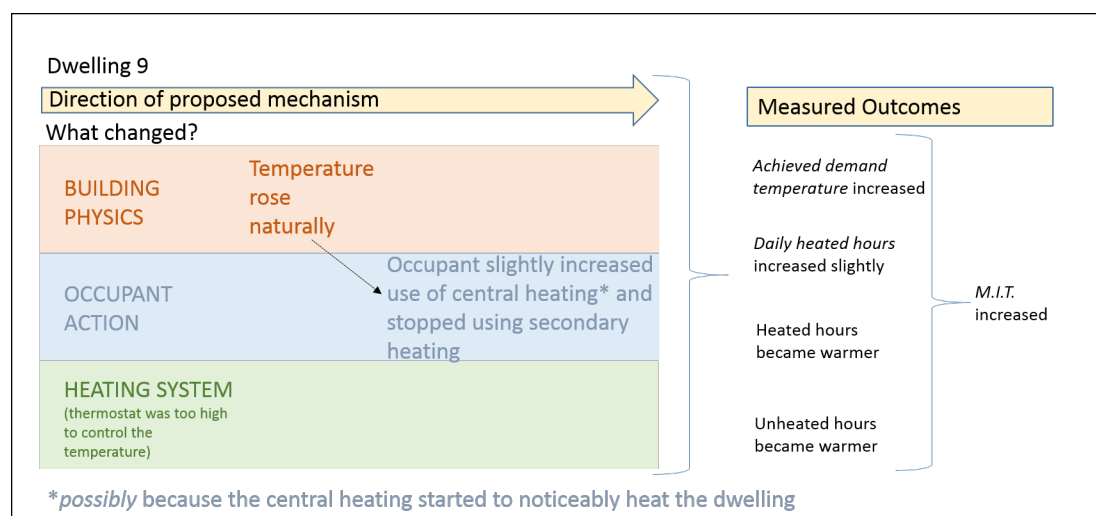 Dwelling 9
Direction of proposed mechanism
What changed?
BUILDING
PHYSICS
Temperature
rose
naturally
OCCUPANT
ACTION
Occupant slightly increased
use of central heating* and
stopped using secondary
heating
HEATING SYSTEM
(thermostat was too high
to control the
temperature)
*possibly because the central heating started to noticeably heat the dwelling
Measured Outcomes
Achieved demand
temperature increased
Daily heated hours
increased slightly
Heated hours
became warmer
Unheated hours
became warmer
M.I.T.
increased